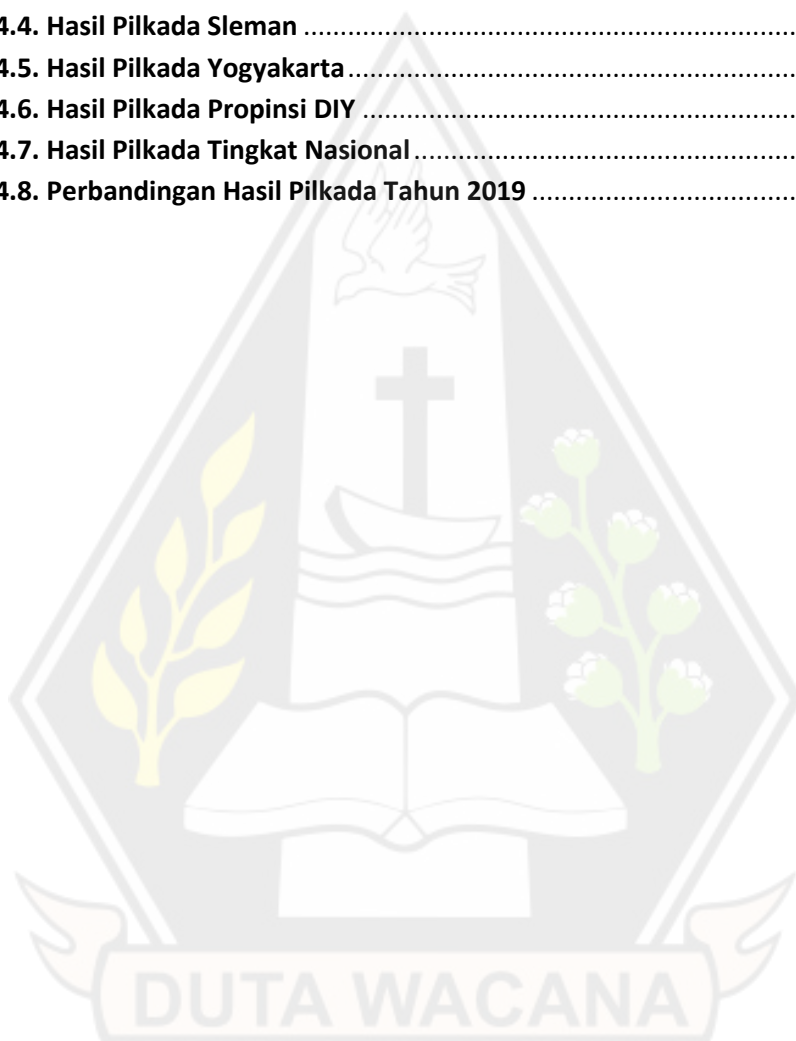 4.4. Hasil Pilkada Sleman ......................................................
4.5. Hasil Pilkada Yogyakarta ................................................
4.6. Hasil Pilkada Propinsi DIY ..............................................
4.7. Hasil Pilkada Tingkat Nasional .........................................
4.8. Perbandingan Hasil Pilkada Tahun 2019 ............................
DUTA WACANA